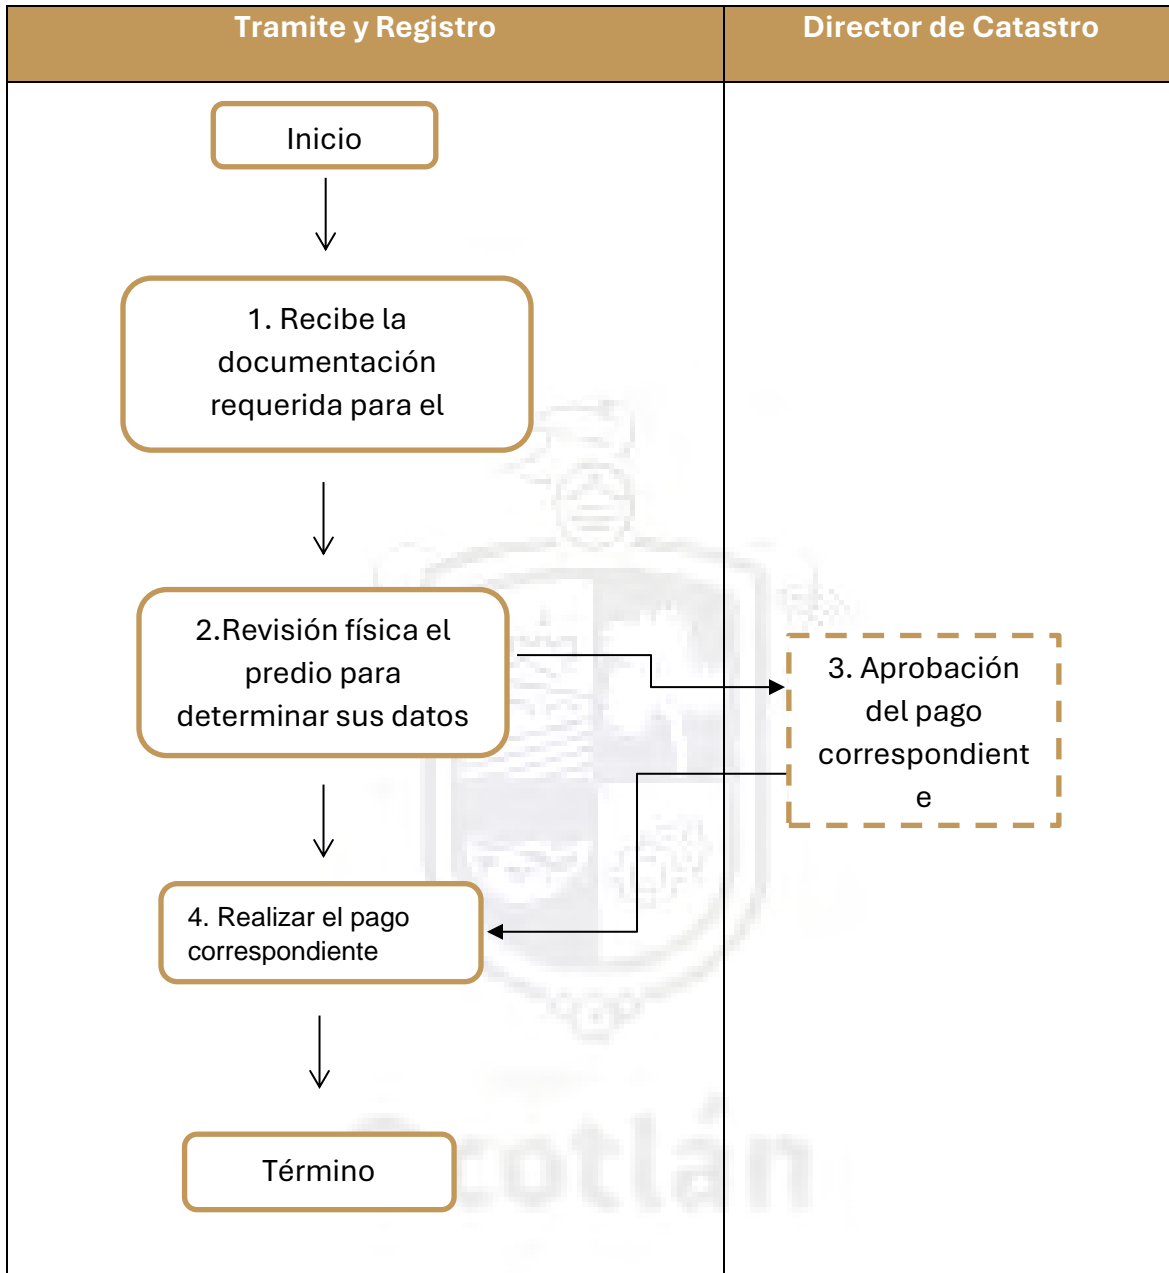 Tramite y Registro
Director de Catastro
Inicio
1. Recibe la
documentación
requerida para el
2.Revisión física el
predio para
determinar sus datos
3. Aprobación
del pago
correspondient
e
4. Realizar el pago
correspondiente
Término
cotlán